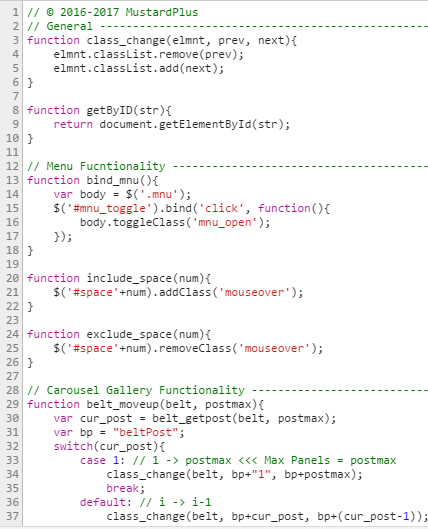 1 // © 2016-2017 MustardPlus
2 // General --------------------------------------------------
3 function class_change(elmnt, prev, next){
4     elmnt.classList.remove(prev);
5     elmnt.classList.add(next);
6 }
7
8 function getByID(str){
9     return document.getElementById(str);
10 }
11
12 // Menu Fucntionality ---------------------------------------
13 function bind_mnu(){
14     var body = $('.mnu');
15     $('#mnu_toggle').bind('click', function(){
16         body.toggleClass('mnu_open');
17     });
18 }
19
20 function include_space(num){
21     $('#space'+num).addClass('mouseover');
22 }
23
24 function exclude_space(num){
25     $('#space'+num).removeClass('mouseover');
26 }
27
28 // Carousel Gallery Functionality ---------------------------
29 function belt_moveup(belt, postmax){
30     var cur_post = belt_getpost(belt, postmax);
31     var bp = "beltPost";
32     switch(cur_post){
33         case 1: // 1 -> postmax <<< Max Panels = postmax
34             class_change(belt, bp+"1", bp+postmax);
35             break;
36         default: // i -> i-1
37             class_change(belt, bp+cur_post, bp+(cur_post-1));